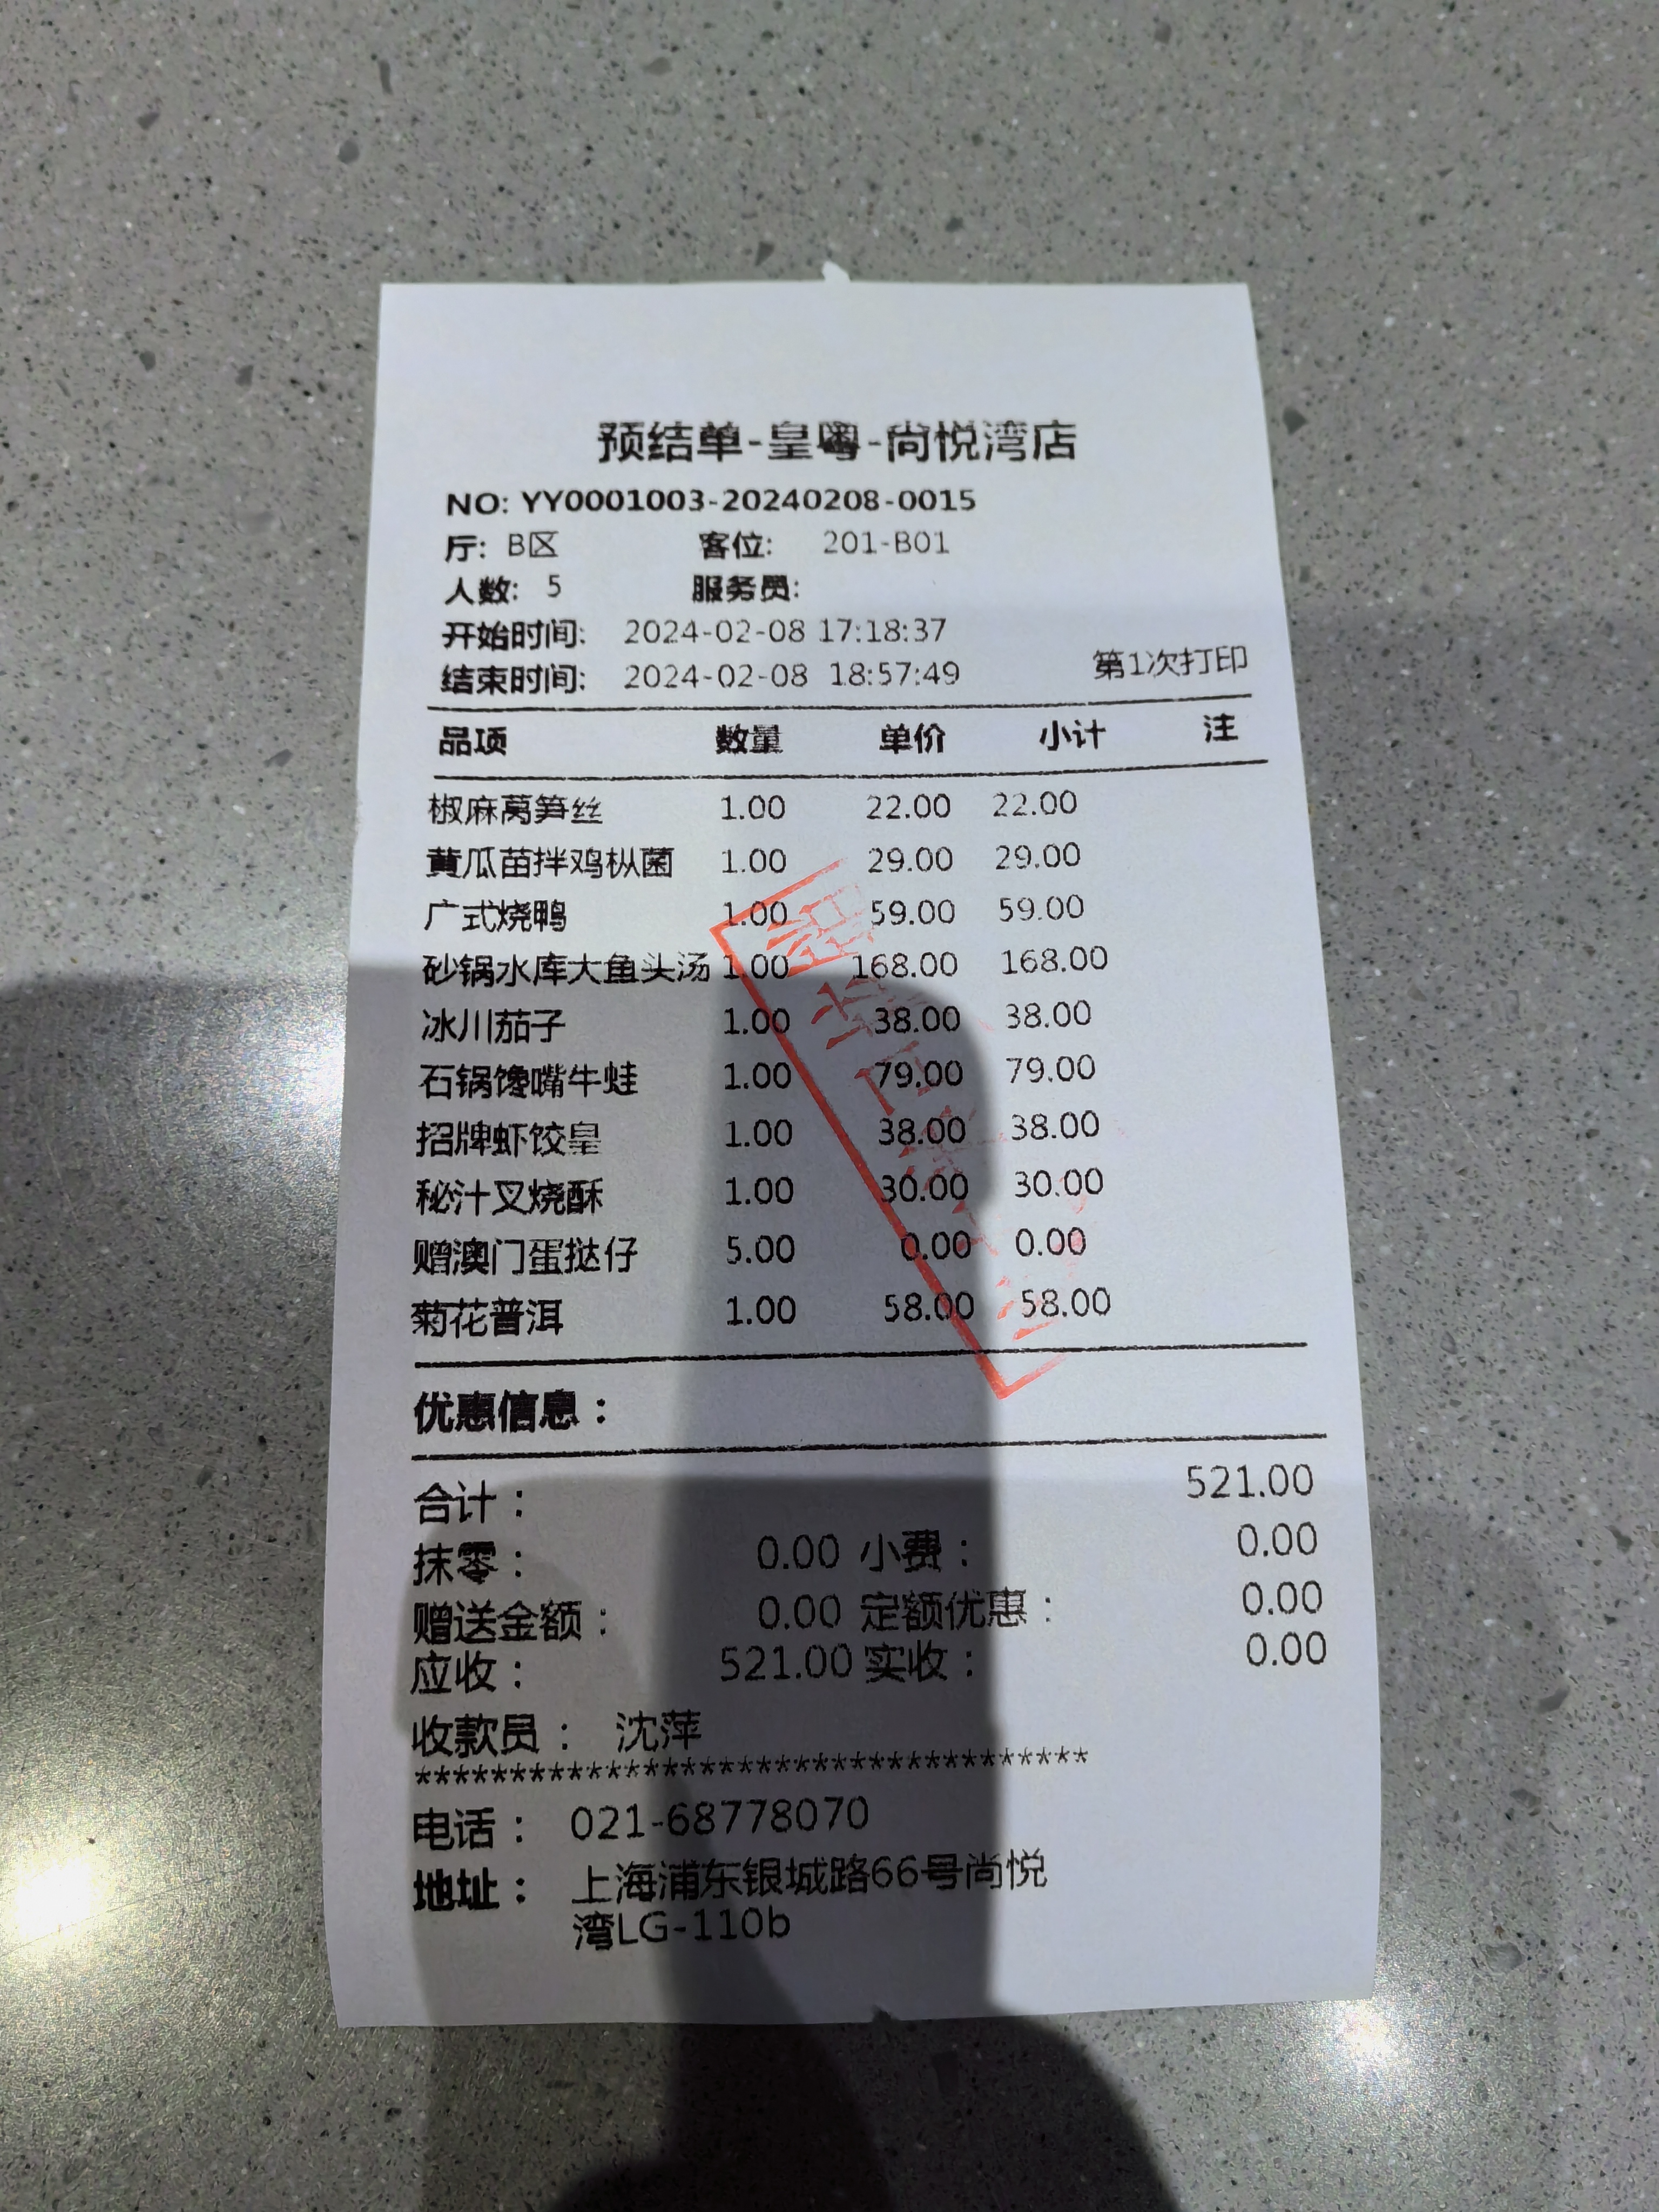 预结单-皇粤-尚悦湾店
NO: YY0001003-20240208-0015
厅: B区 客位: 201-B01
人数: 5 服务员:
开始时间: 2024-02-08 17:18:37
结束时间: 2024-02-08 18:57:49 第1次打印
品项 数量 单价 小计 注
椒麻莴笋丝 1.00 22.00 22.00
黄瓜苗拌鸡枞菌 1.00 29.00 29.00
广式烧鸭 1.00 59.00 59.00
砂锅水库大鱼头汤 1.00 168.00 168.00
冰川茄子 1.00 38.00 38.00
石锅馋嘴牛蛙 1.00 79.00 79.00
招牌虾饺皇 1.00 38.00 38.00
秘汁叉烧酥 1.00 30.00 30.00
赠澳门蛋挞仔 5.00 0.00 0.00
菊花普洱 1.00 58.00 58.00
优惠信息：
合计： 521.00
抹零： 0.00 小费： 0.00
赠送金额： 0.00 定额优惠： 0.00
应收： 521.00 实收： 0.00
收款员： 沈萍
***********************************
电话： 021-68778070
地址： 上海浦东银城路66号尚悦
湾LG-110b